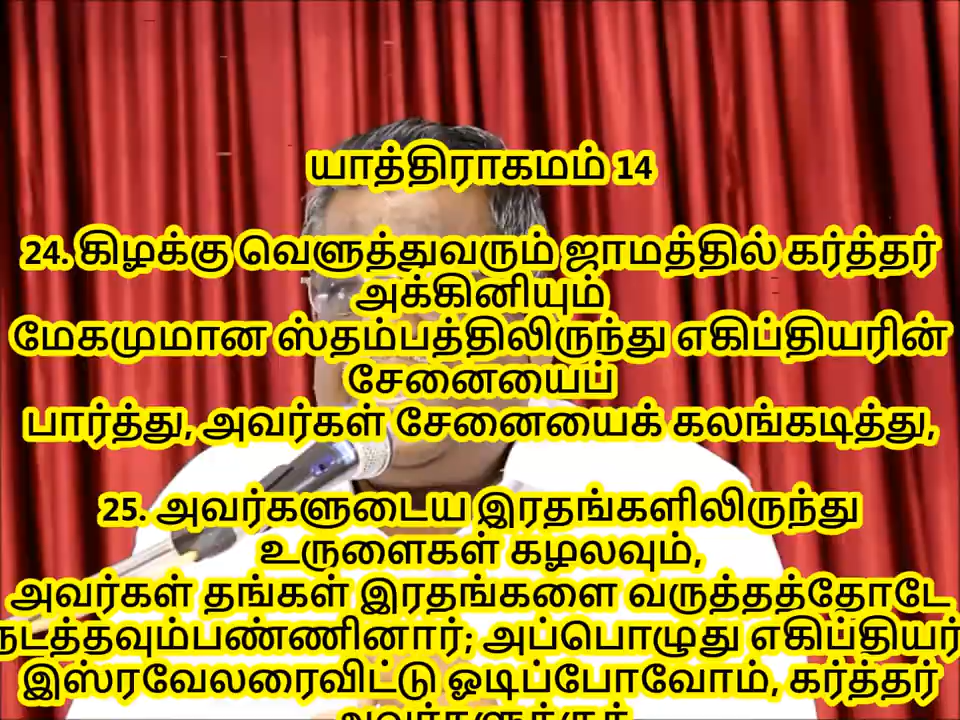 யாத்திராகமம் 14
24. கிழக்கு வெளுத்துவரும் ஜாமத்தில் கர்த்தர்
அக்கினியும்
மேகமுமான ஸ்தம்பத்திலிருந்து எகிப்தியரின்
சேனையைப்
பார்த்து, அவர்கள் சேனையைக் கலங்கடித்து,
25. அவர்களுடைய இரதங்களிலிருந்து
உருளைகள் கழலவும்,
அவர்கள் தங்கள் இரதங்களை வருத்தத்தோடே
நடத்தவும்பண்ணினார்; அப்பொழுது எகிப்தியர்
இஸ்ரவேலரைவிட்டு ஓடிப்போவோம், கர்த்தர்